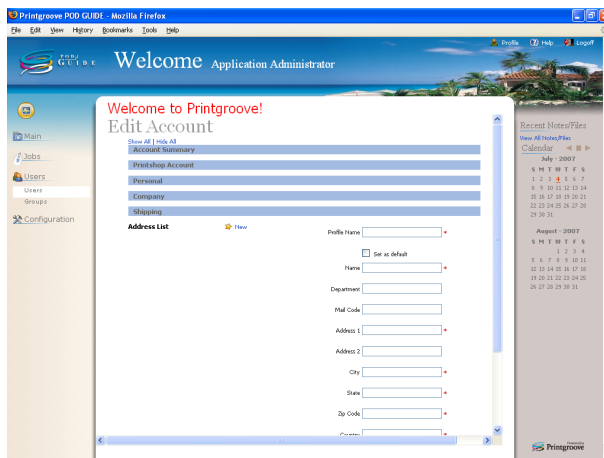 Printgroove POD GUIDE - Mozilla Firefox
File Edit View History Bookmarks Tools Help
Profile Help Logoff
POD/
GUIDE
Welcome Application Administrator
Welcome to Printgroove!
Edit Account
Show All | Hide All
Account Summary
Printshop Account
Personal
Company
Shipping
Address List New
Profile Name *
Set as default
Name *
Department
Mail Code
Address 1 *
Address 2
City *
State *
Zip Code *
Country *
Main
Jobs
Users
Users
Groups
Configuration
Recent Notes/Files
View All Notes/Files
Calendar
July - 2007
S M T W T F S
1 2 3 4 5 6 7
8 9 10 11 12 13 14
15 16 17 18 19 20 21
22 23 24 25 26 27 28
29 30 31
August - 2007
S M T W T F S
1 2 3 4
5 6 7 8 9 10 11
12 13 14 15 16 17 18
19 20 21 22 23 24 25
26 27 28 29 30 31
Printgroove